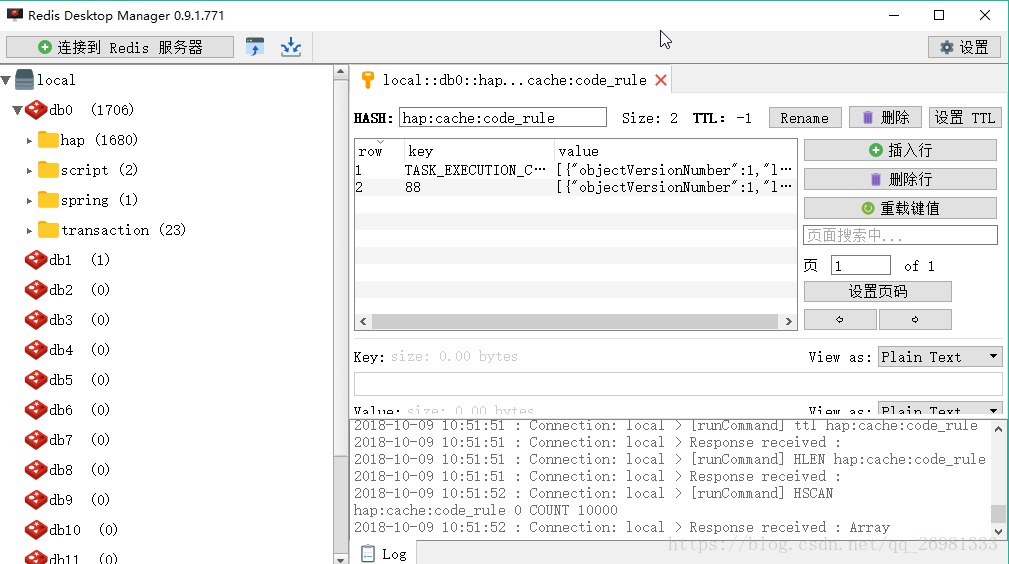 Redis Desktop Manager 0.9.1.771
连接到 Redis 服务器
设置
local
db0 (1706)
hap (1680)
script (2)
spring (1)
transaction (23)
db1 (1)
db2 (0)
db3 (0)
db4 (0)
db5 (0)
db6 (0)
db7 (0)
db8 (0)
db9 (0)
db10 (0)
db11 (0)
local::db0::hap...cache:code_rule
HASH: hap:cache:code_rule Size: 2 TTL: -1 Rename 删除 设置 TTL
row key value
1 TASK_EXECUTION_C... [{"objectVersionNumber":1,"l...
2 88 [{"objectVersionNumber":1,"l...
插入行
删除行
重载键值
页面搜索中...
页 1 of 1
设置页码
Key: size: 0.00 bytes View as: Plain Text
Value: size: 0.00 bytes View as: Plain Text
2018-10-09 10:51:51 : Connection: local > [runCommand] ttl hap:cache:code_rule
2018-10-09 10:51:51 : Connection: local > Response received :
2018-10-09 10:51:51 : Connection: local > [runCommand] HLEN hap:cache:code_rule
2018-10-09 10:51:51 : Connection: local > Response received :
2018-10-09 10:51:52 : Connection: local > [runCommand] HSCAN
hap:cache:code_rule 0 COUNT 10000
2018-10-09 10:51:52 : Connection: local > Response received : Array
Log
https://blog.csdn.net/qq_26981333